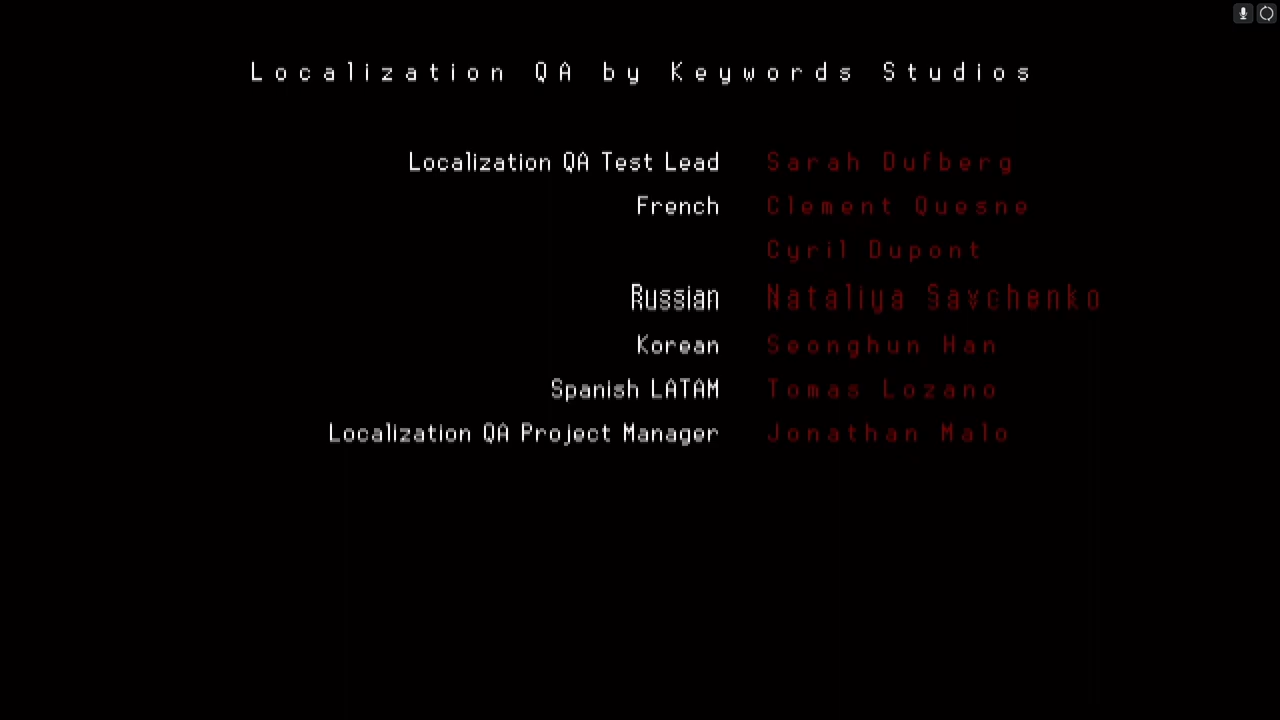 Localization QA by Keywords Studios
Localization QA Test Lead Sarah Dufberg
French Clement Quesne
Cyril Dupont
Russian Nataliya Savchenko
Korean Seonghun Han
Spanish LATAM Tomas Lozano
Localization QA Project Manager Jonathan Malo